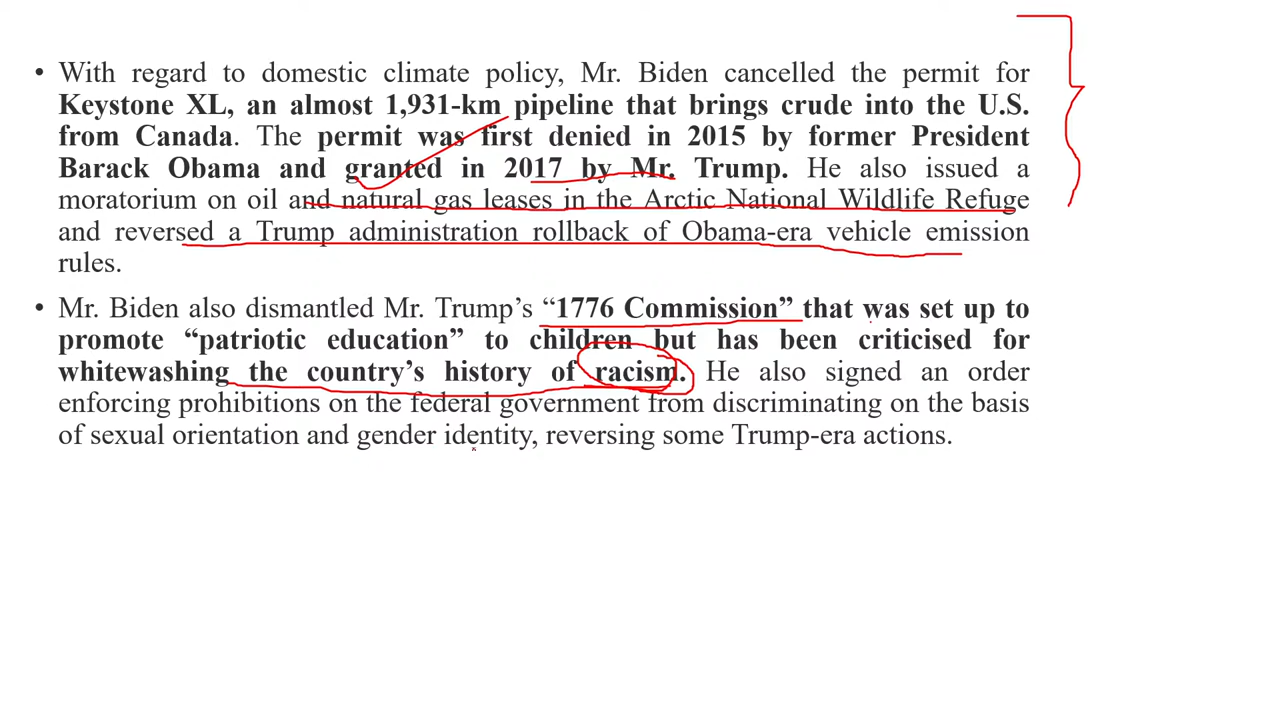 • With regard to domestic climate policy, Mr. Biden cancelled the permit for
Keystone XL, an almost 1,931-km pipeline that brings crude into the U.S.
from Canada. The permit was first denied in 2015 by former President
Barack Obama and granted in 2017 by Mr. Trump. He also issued a
moratorium on oil and natural gas leases in the Arctic National Wildlife Refuge
and reversed a Trump administration rollback of Obama-era vehicle emission
rules.
• Mr. Biden also dismantled Mr. Trump’s “1776 Commission” that was set up to
promote “patriotic education” to children but has been criticised for
whitewashing the country’s history of racism. He also signed an order
enforcing prohibitions on the federal government from discriminating on the basis
of sexual orientation and gender identity, reversing some Trump-era actions.